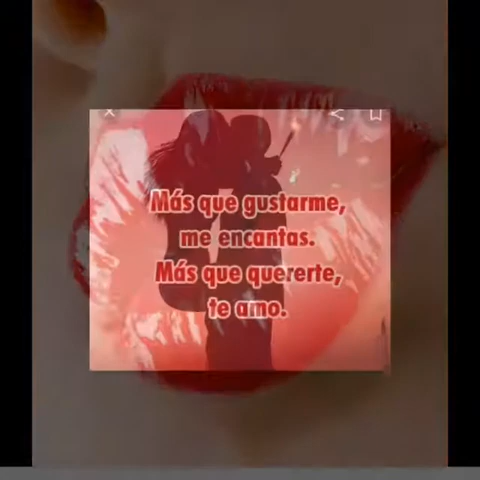 Más que gustarme,
me encantas.
Más que quererte,
te amo.